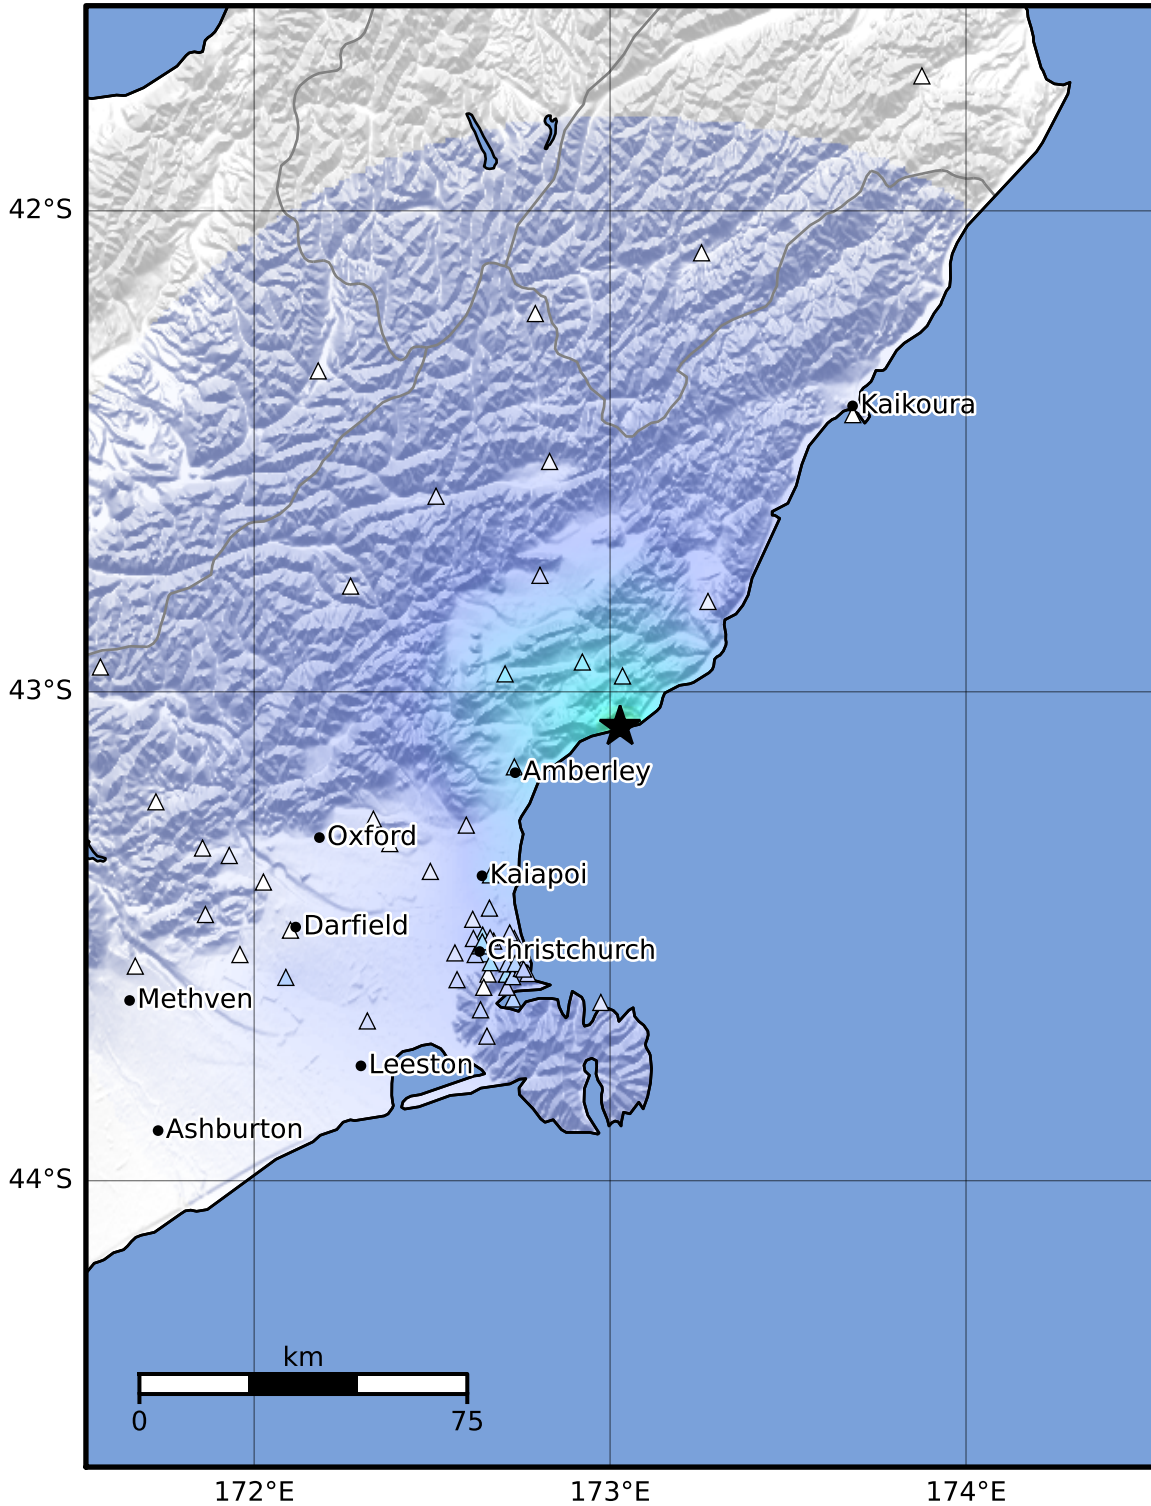 42°S
Kaikoura
43°S
Amberley
Oxford
Kaiapoi
Darfield
Christchurch
Methven
Leeston
Ashburton
44°S
km
0 75
172°E 173°E 174°E